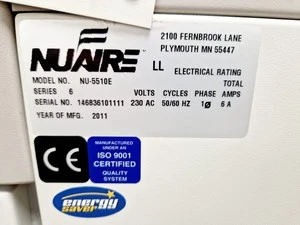 NUAIRE
2100 FERNBROOK LANE
PLYMOUTH MN 55447
LL ELECTRICAL RATING
TOTAL
MODEL NO. NU-5510E
SERIES 6 VOLTS CYCLES PHASE AMPS
SERIAL NO. 146836101111 230 AC 50/60 HZ 1Ø 6 A
YEAR OF MFG. 2011
CE
MANUFACTURED
UNDER AN
ISO 9001
CERTIFIED
QUALITY
SYSTEM
energy
saver